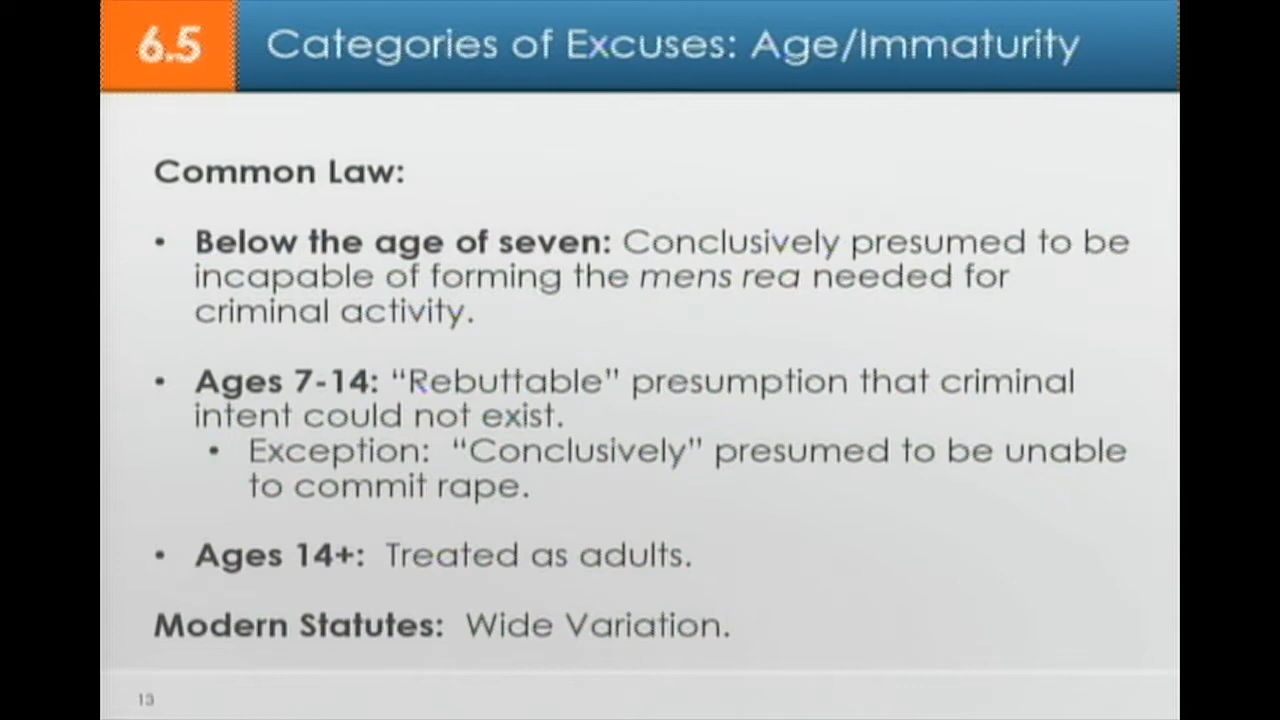 6.5 Categories of Excuses: Age/Immaturity
Common Law:
• Below the age of seven: Conclusively presumed to be
incapable of forming the mens rea needed for
criminal activity.
• Ages 7-14: “Rebuttable” presumption that criminal
intent could not exist.
• Exception: “Conclusively” presumed to be unable
to commit rape.
• Ages 14+: Treated as adults.
Modern Statutes: Wide Variation.
13